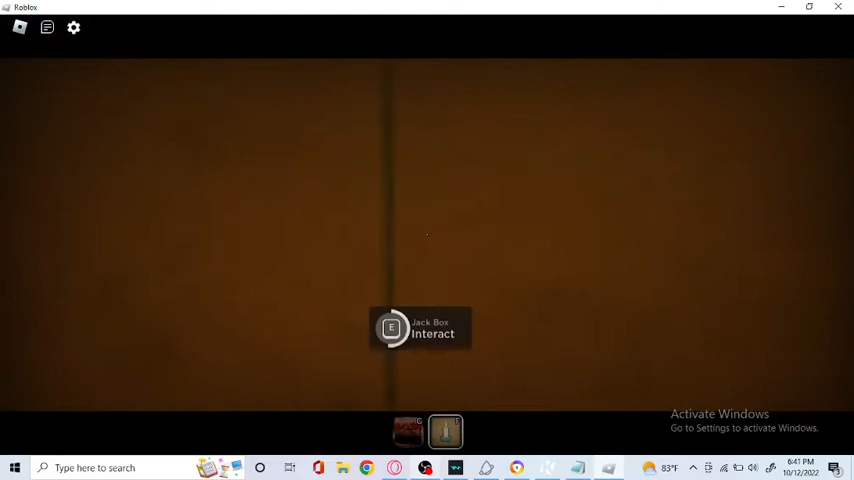 Roblox
Jack Box
E
Interact
G
F
Activate Windows
Go to Settings to activate Windows.
Type here to search
83°F
6:41 PM
10/12/2022
3